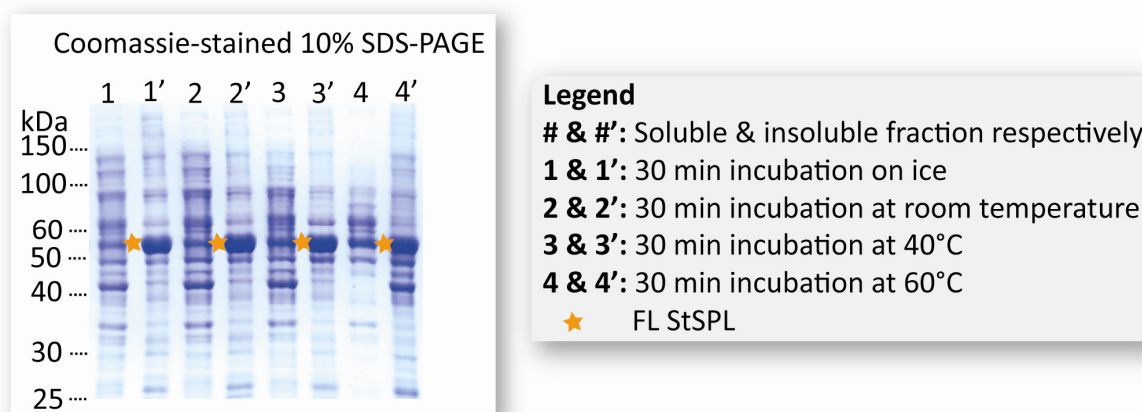 Coomassie-stained 10% SDS-PAGE
1 1’ 2 2’ 3 3’ 4 4’
kDa
150
100
60
50
40
30
25
Legend
# & #’: Soluble & insoluble fraction respectively
1 & 1’: 30 min incubation on ice
2 & 2’: 30 min incubation at room temperature
3 & 3’: 30 min incubation at 40°C
4 & 4’: 30 min incubation at 60°C
FL StSPL